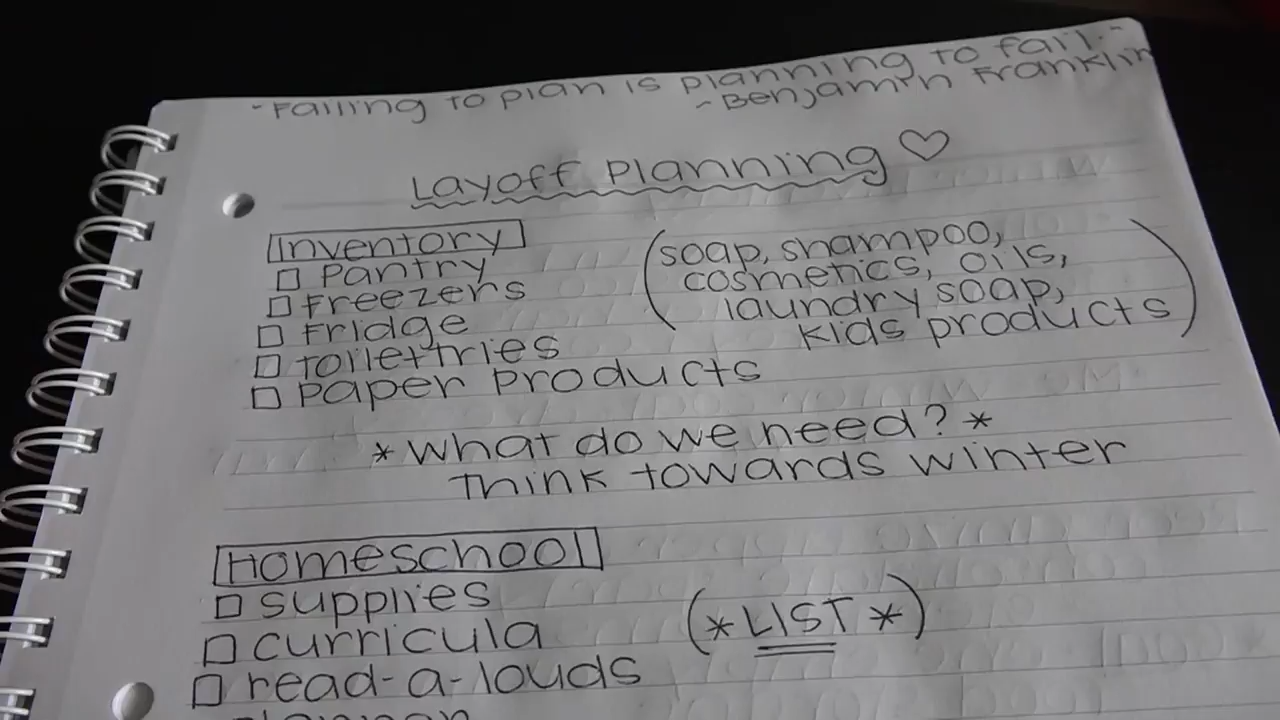 "Failing to plan is planning to fail."
~Benjamin Franklin
Layoff Planning ♡
Inventory
☐ Pantry
☐ Freezers
☐ Fridge
☐ Toilettries
☐ Paper Products
(soap, shampoo,
cosmetics, oils,
laundry soap,
kids products)
*What do we need?*
Think towards winter
Homeschool
☐ supplies
☐ curricula
☐ read-a-louds
(*LIST*)